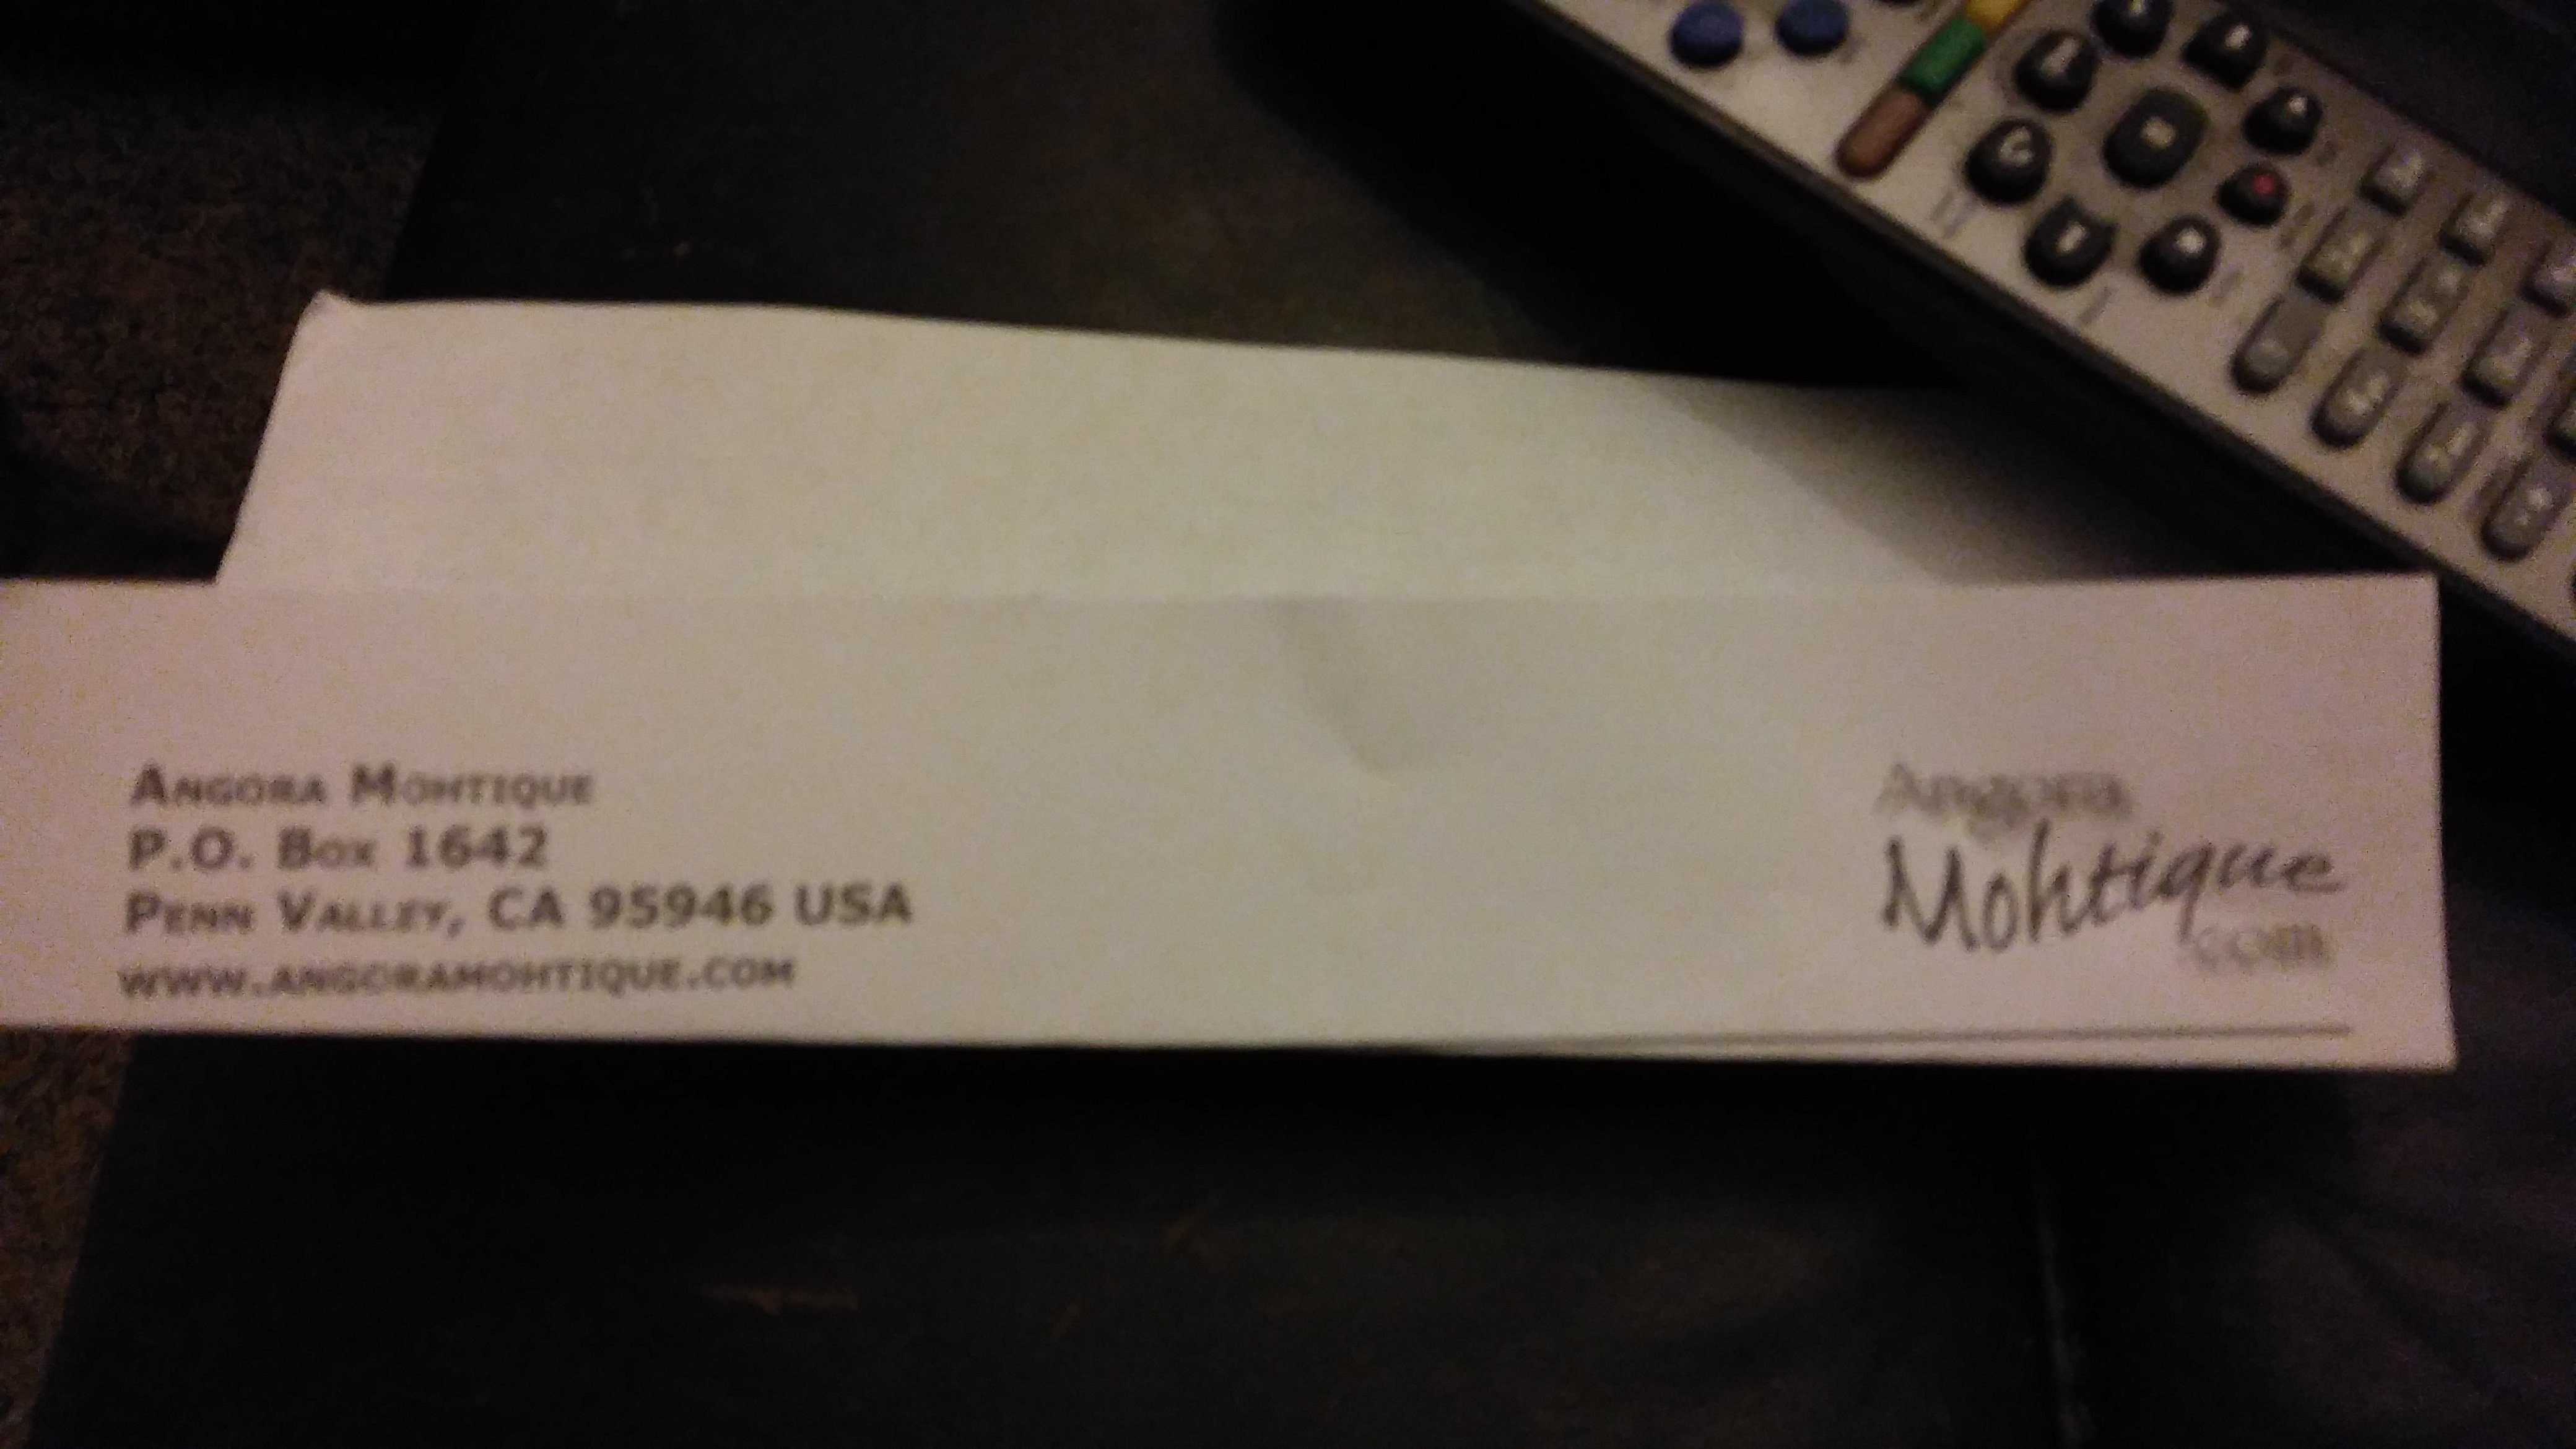 ANGORA MOHTIQUE
P.O. BOX 1642
PENN VALLEY, CA 95946 USA
WWW.ANGORAMOHTIQUE.COM
Angora
Mohtique
.com